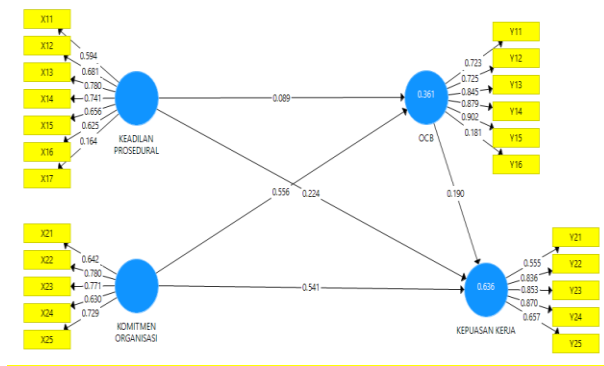 X11
X12
X13
X14
X15
X16
X17
0.594
0.681
0.780
0.741
0.656
0.625
0.164
KEADILAN
PROSEDURAL
0.089
0.556
0.224
0.361
OCB
0.723
0.725
0.845
0.879
0.902
0.181
Y11
Y12
Y13
Y14
Y15
Y16
0.190
X21
X22
X23
X24
X25
0.642
0.780
0.771
0.630
0.729
KOMITMEN
ORGANISASI
0.541
0.636
KEPUASAN KERJA
0.555
0.836
0.853
0.870
0.657
Y21
Y22
Y23
Y24
Y25